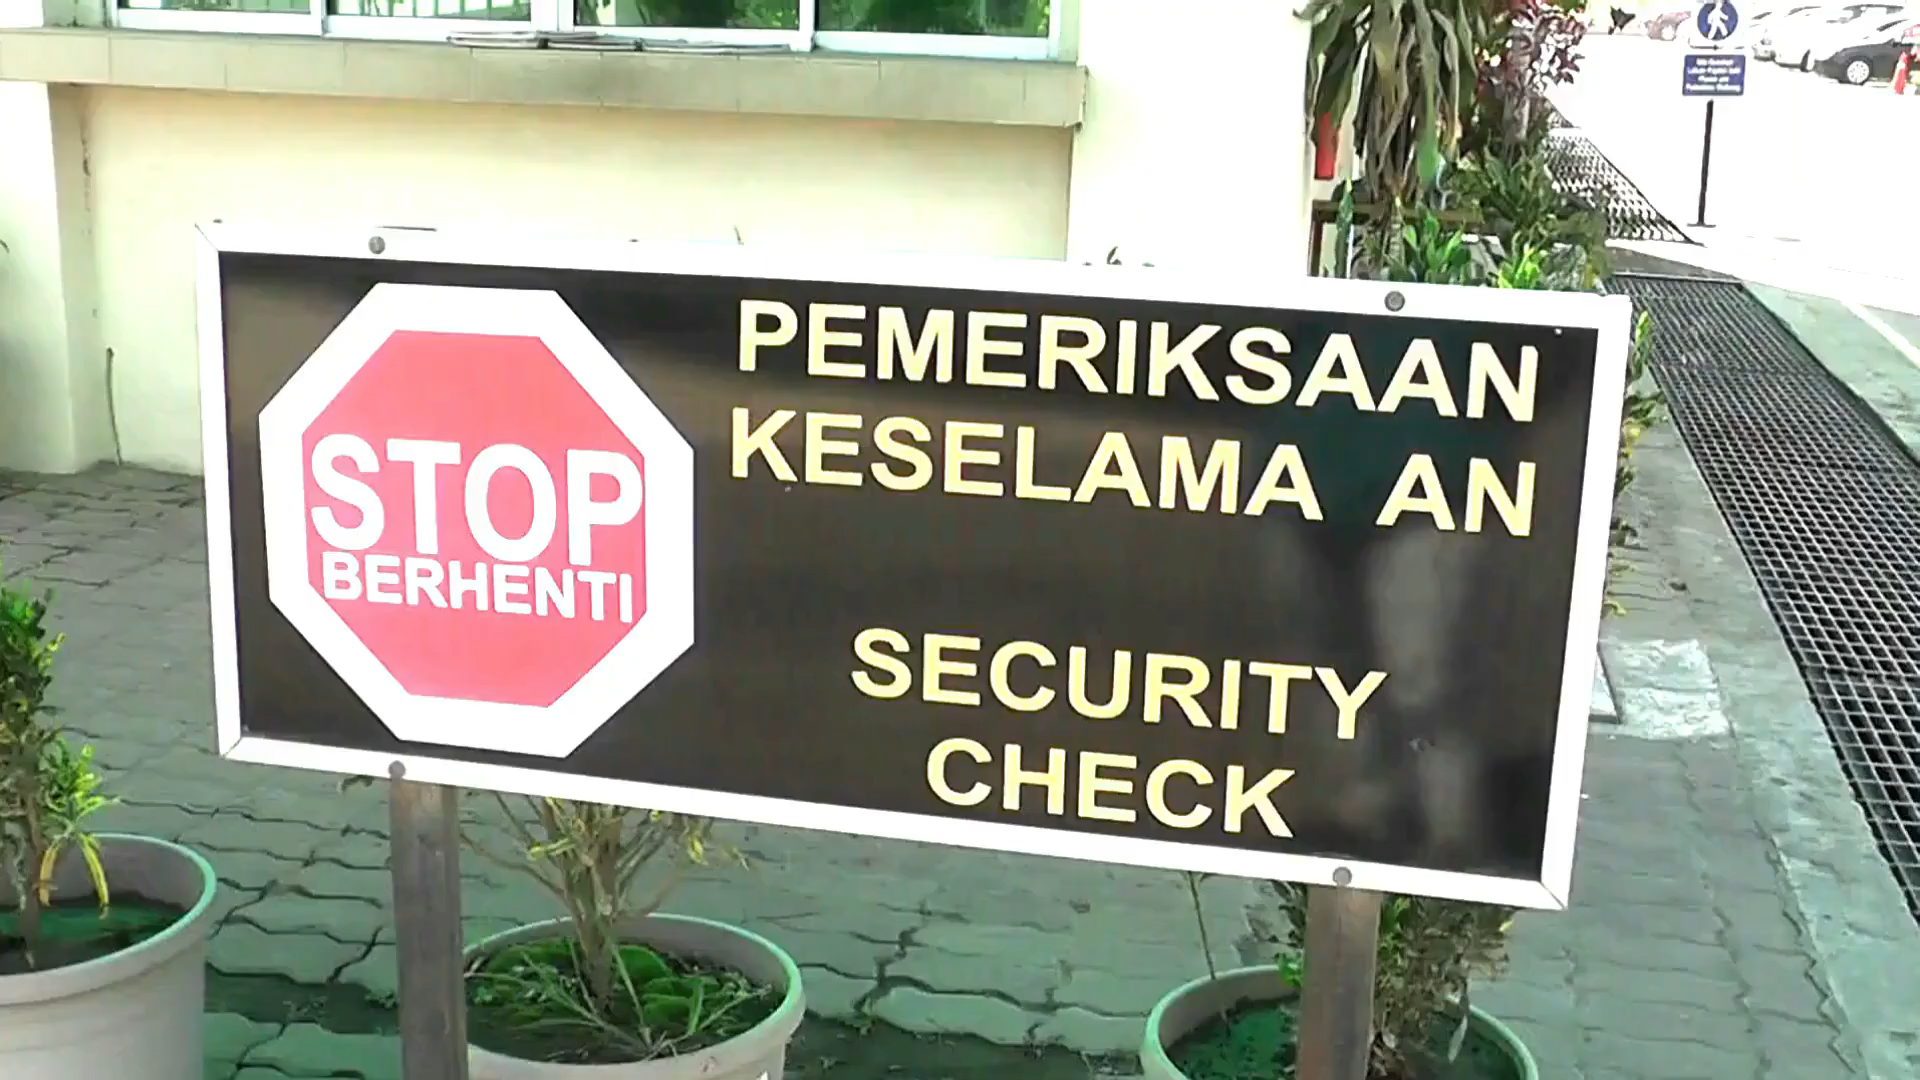 STOP
BERHENTI
PEMERIKSAAN
KESELAMA AN
SECURITY
CHECK